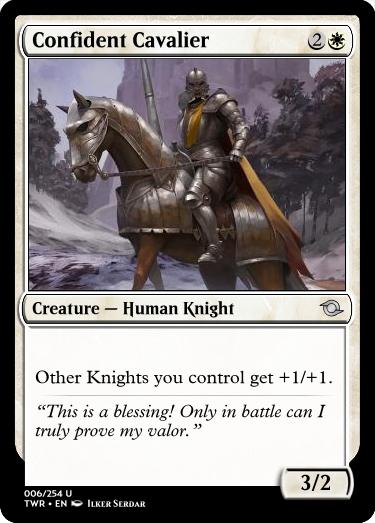 Confident Cavalier 2
Creature — Human Knight
Other Knights you control get +1/+1.
“This is a blessing! Only in battle can I
truly prove my valor.”
3/2
006/254 U
TWR • EN Ilker Serdar